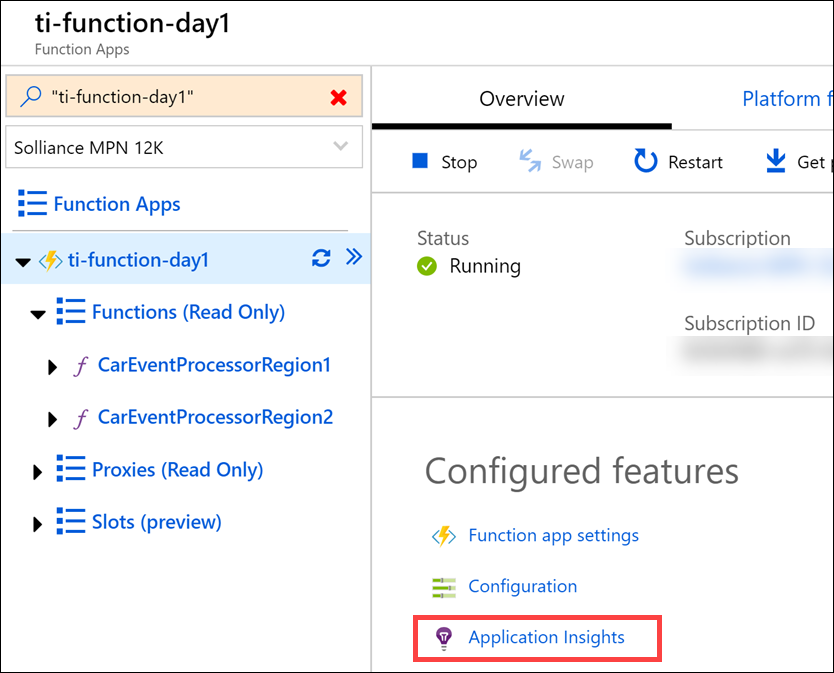 ti-function-day1
Function Apps
"ti-function-day1"
Solliance MPN 12K
Function Apps
ti-function-day1
Functions (Read Only)
CarEventProcessorRegion1
CarEventProcessorRegion2
Proxies (Read Only)
Slots (preview)
Overview
Platform f
Stop
Swap
Restart
Get p
Status
Running
Subscription
Subscription ID
Configured features
Function app settings
Configuration
Application Insights